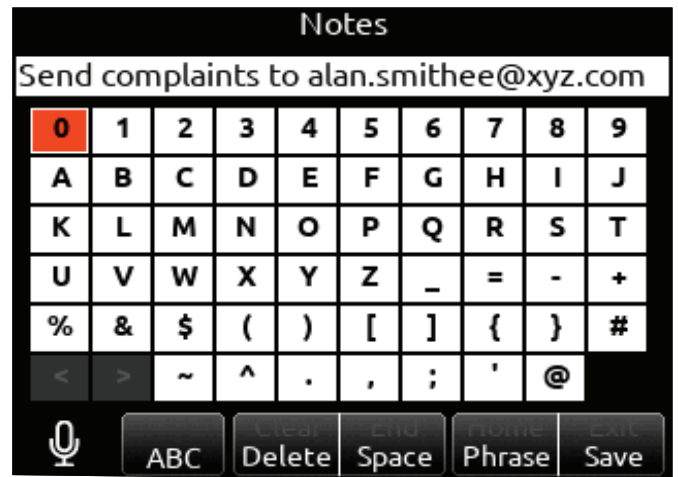 Notes
Send complaints to alan.smithee@xyz.com
0 1 2 3 4 5 6 7 8 9
A B C D E F G H I J
K L M N O P Q R S T
U V W X Y Z _ = - +
% & $ ( ) [ ] { } #
< > ~ ^ . , ; ' @
Clear End Home Exit
ABC Delete Space Phrase Save